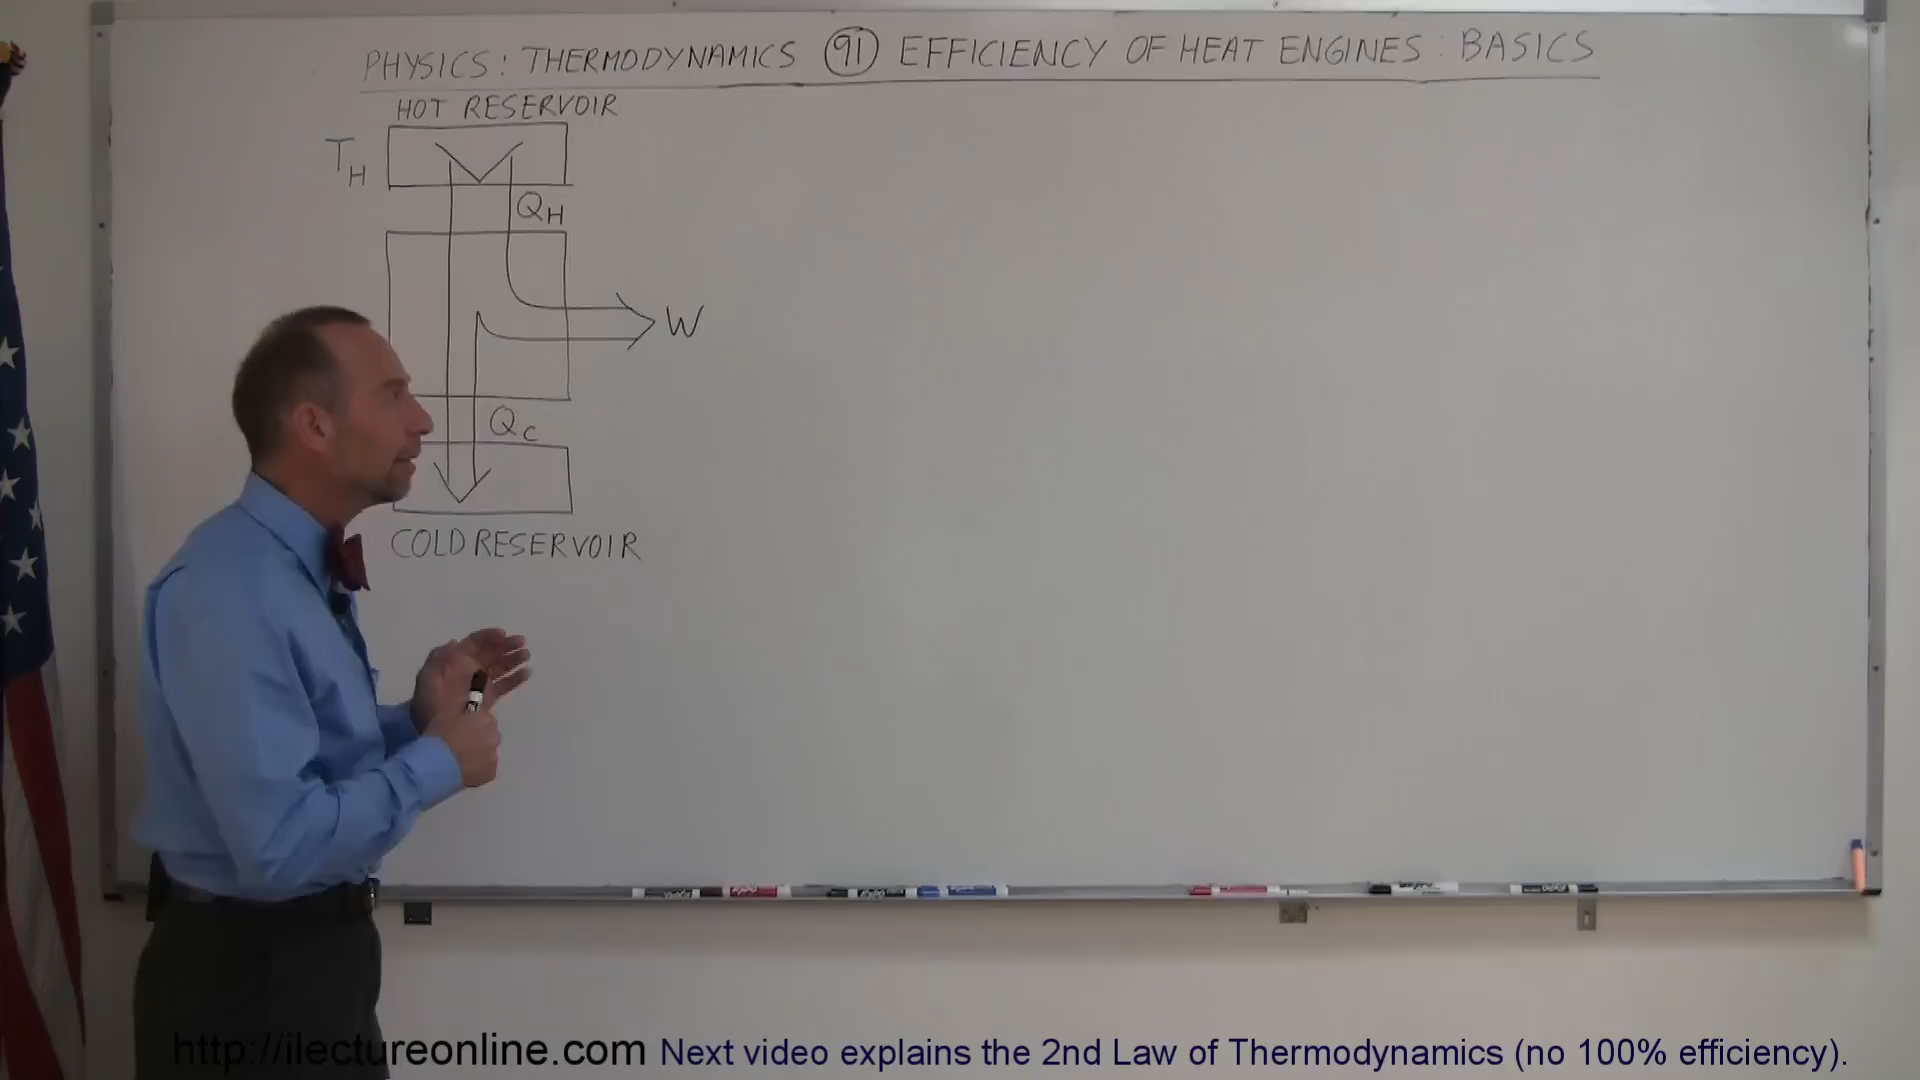 PHYSICS: THERMODYNAMICS 91 EFFICIENCY OF HEAT ENGINES: BASICS
HOT RESERVOIR
TH
QH
W
QC
COLD RESERVOIR
http://ilectureonline.com Next video explains the 2nd Law of Thermodynamics (no 100% efficiency).